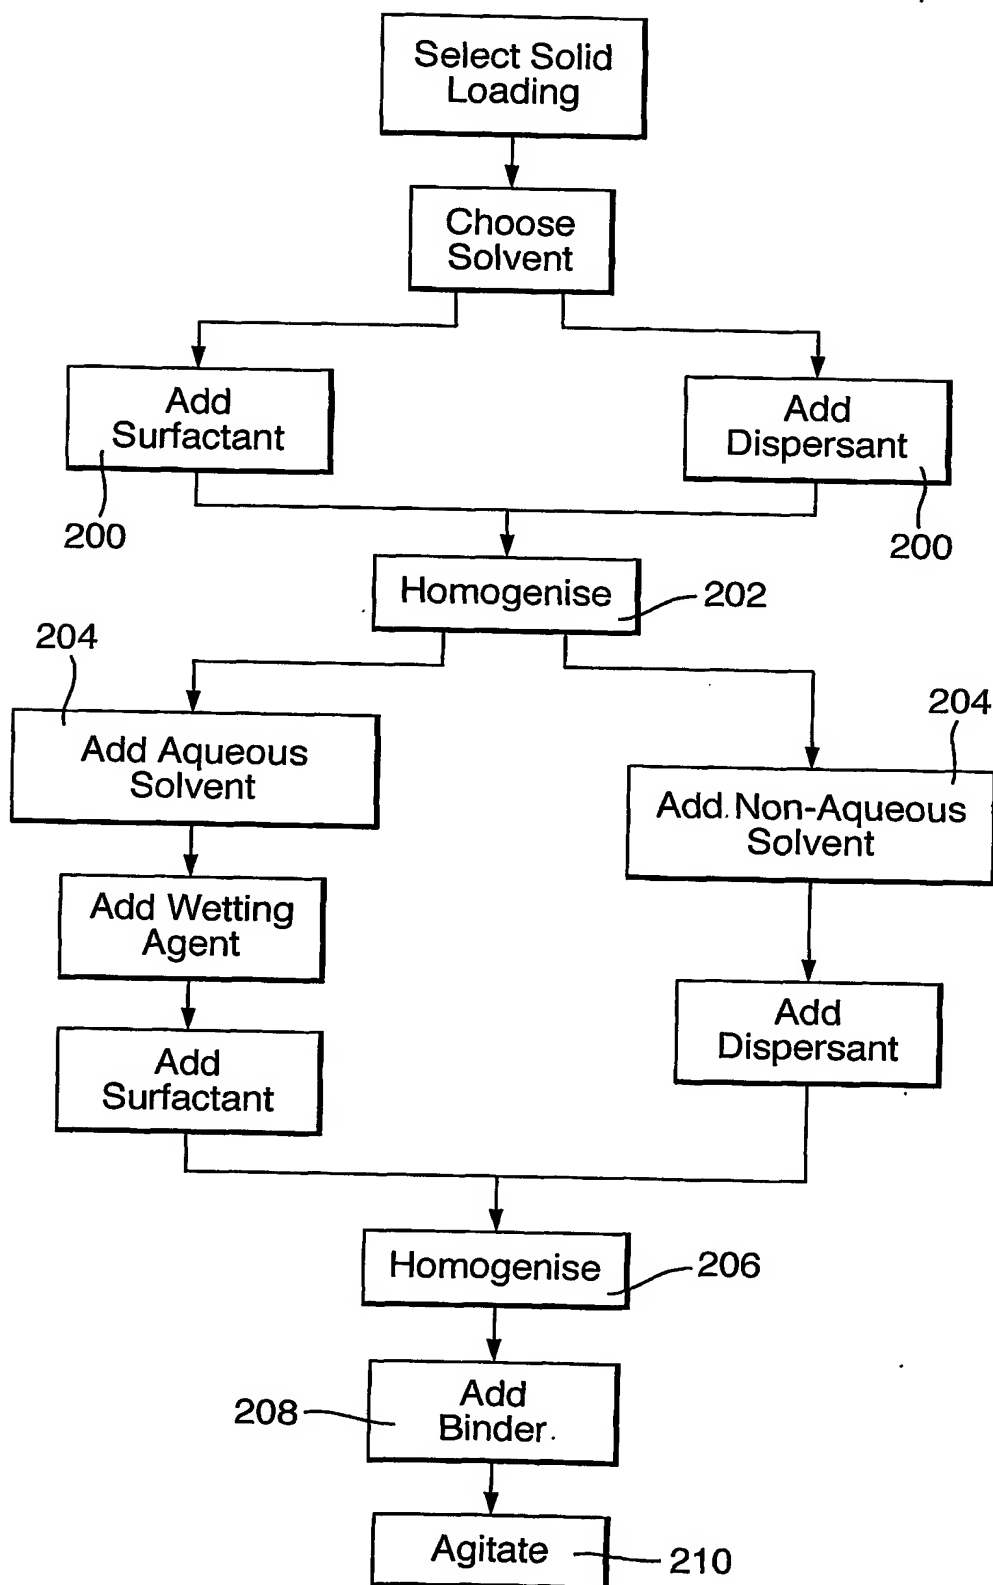 Select Solid
Loading
Choose
Solvent
Add
Surfactant
200
Add
Dispersant
200
Homogenise
202
204
Add Aqueous
Solvent
204
Add. Non-Aqueous
Solvent
Add Wetting
Agent
Add
Surfactant
Add
Dispersant
Homogenise
206
208
Add
Binder.
Agitate
210